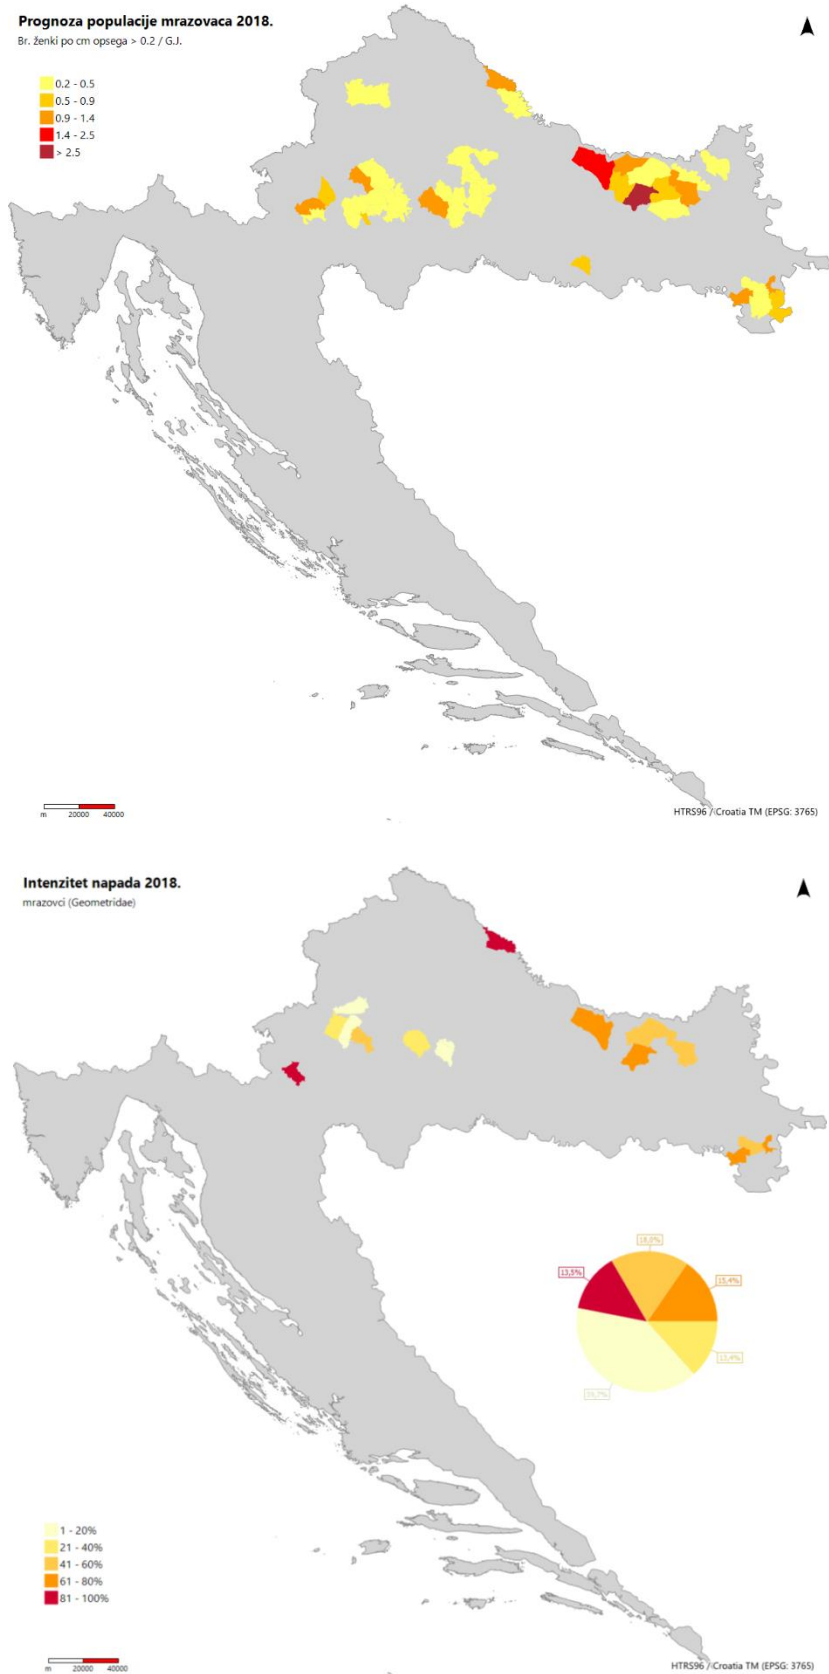 Prognoza populacije mrazovaca 2018.
Br. ženki po cm opsega > 0.2 / G.J.
0.2 - 0.5
0.5 - 0.9
0.9 - 1.4
1.4 - 2.5
> 2.5
m 20000 40000
HTRS96 / Croatia TM (EPSG: 3765)
Intenzitet napada 2018.
mrazovci (Geometridae)
18,0%
13,5%
15,4%
13,4%
1 - 20%
21 - 40%
41 - 60%
61 - 80%
81 - 100%
m 20000 40000
HTRS96 / Croatia TM (EPSG: 3765)